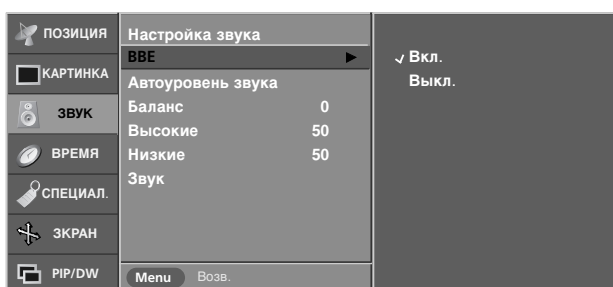 ПОЗИЦИЯ
КАРТИНКА
ЗВУК
ВРЕМЯ
СПЕЦИАЛ.
ЗКРАН
PIP/DW
Настройка звука
BBE ►
Автоуровень звука
Баланс 0
Высокие 50
Низкие 50
Звук
Menu Возв.
✓ Вкл.
Выкл.